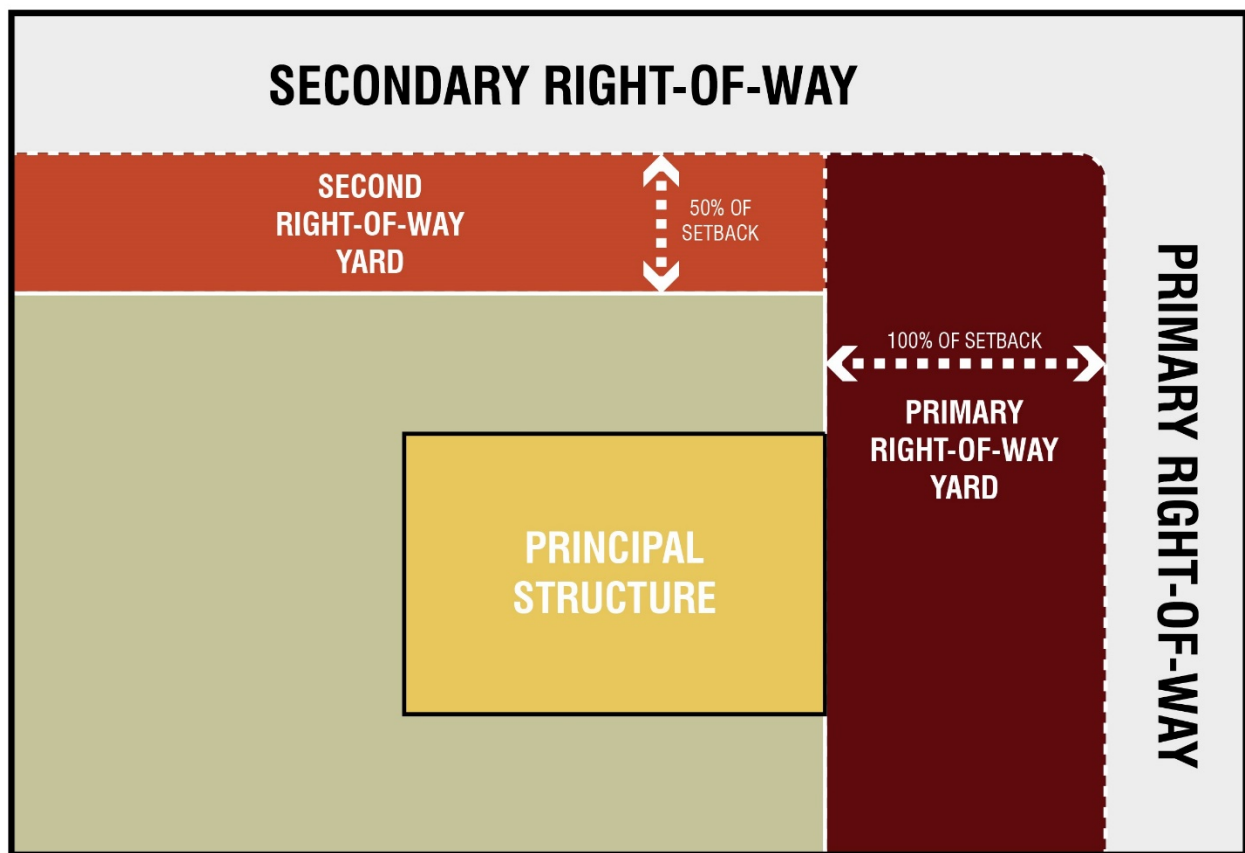 SECONDARY RIGHT-OF-WAY
SECOND
RIGHT-OF-WAY
YARD
50% OF
SETBACK
100% OF SETBACK
PRIMARY
RIGHT-OF-WAY
YARD
PRIMARY RIGHT-OF-WAY
PRINCIPAL
STRUCTURE